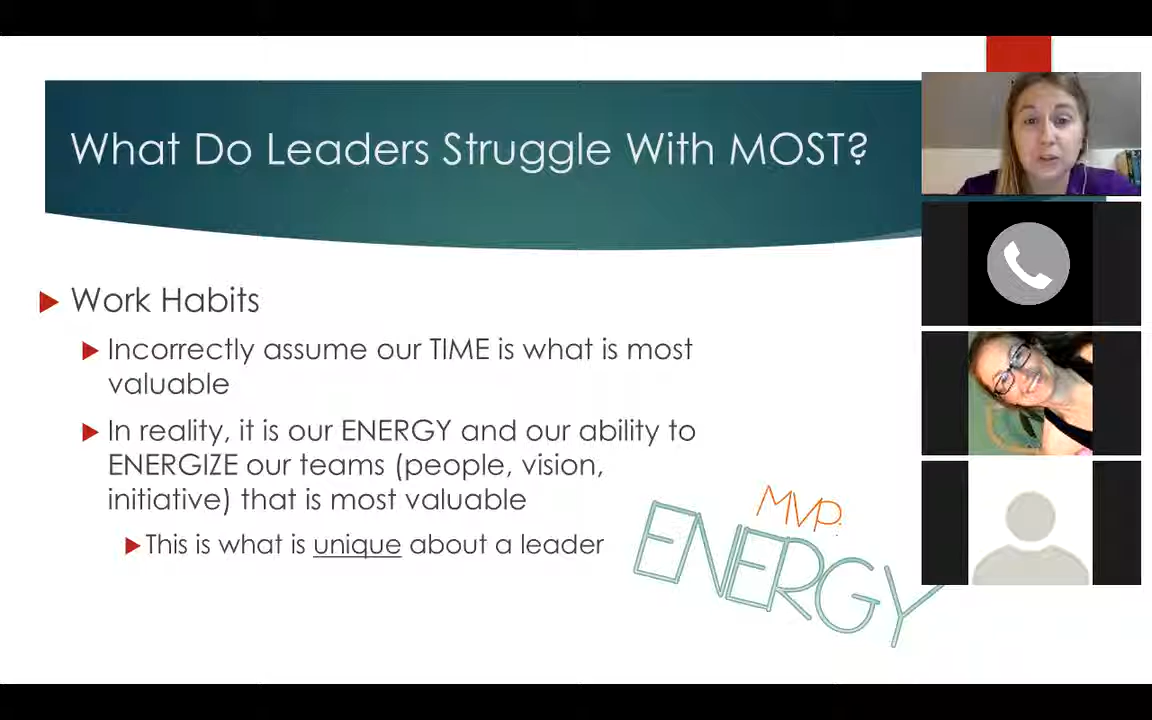 What Do Leaders Struggle With MOST?
Work Habits
Incorrectly assume our TIME is what is most
valuable
In reality, it is our ENERGY and our ability to
ENERGIZE our teams (people, vision,
initiative) that is most valuable
This is what is unique about a leader
MVP.
ENERGY